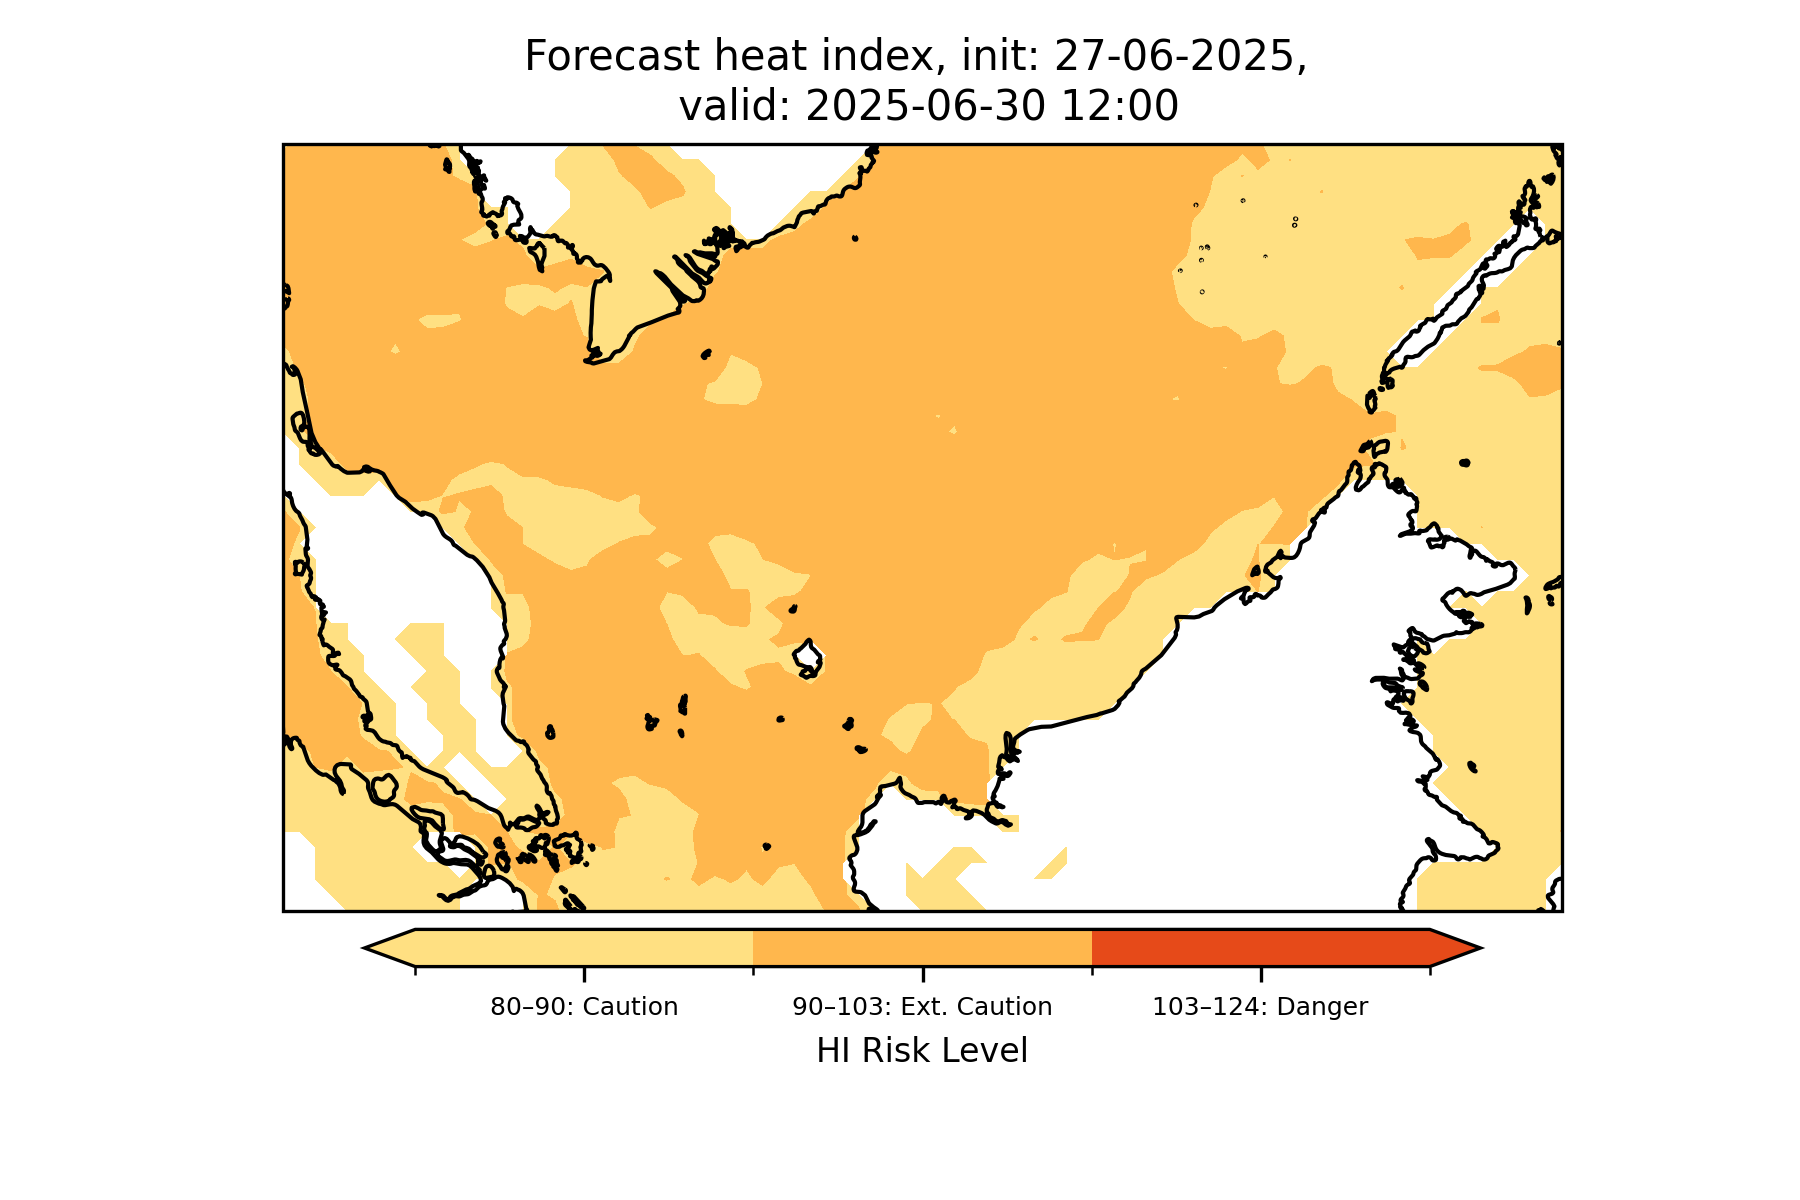 Forecast heat index, init: 27-06-2025,
valid: 2025-06-30 12:00
80–90: Caution
90–103: Ext. Caution
103–124: Danger
HI Risk Level